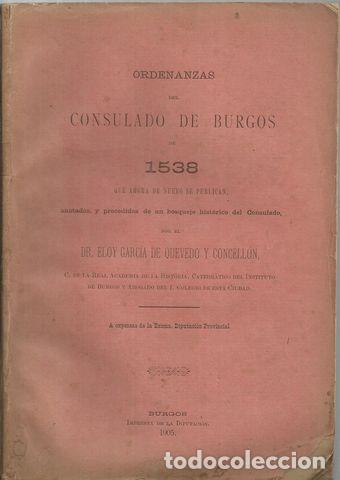 ORDENANZAS
DEL
CONSULADO DE BURGOS
DE
1538
QUE AHORA DE NUEVO SE PUBLICAN,
anotadas, y precedidas de un bosquejo histórico del Consulado,
POR EL
DR. ELOY GARCÍA DE QUEVEDO Y CONCELLÓN,
C. DE LA REAL ACADEMIA DE LA HISTORIA, CATEDRÁTICO DEL INSTITUTO
DE BURGOS Y ABOGADO DEL I. COLEGIO DE ESTA CIUDAD.
A expensas de la Excma. Diputación Provincial
BURGOS
IMPRENTA DE LA DIPUTACIÓN.
1905.
todocoleccion.net